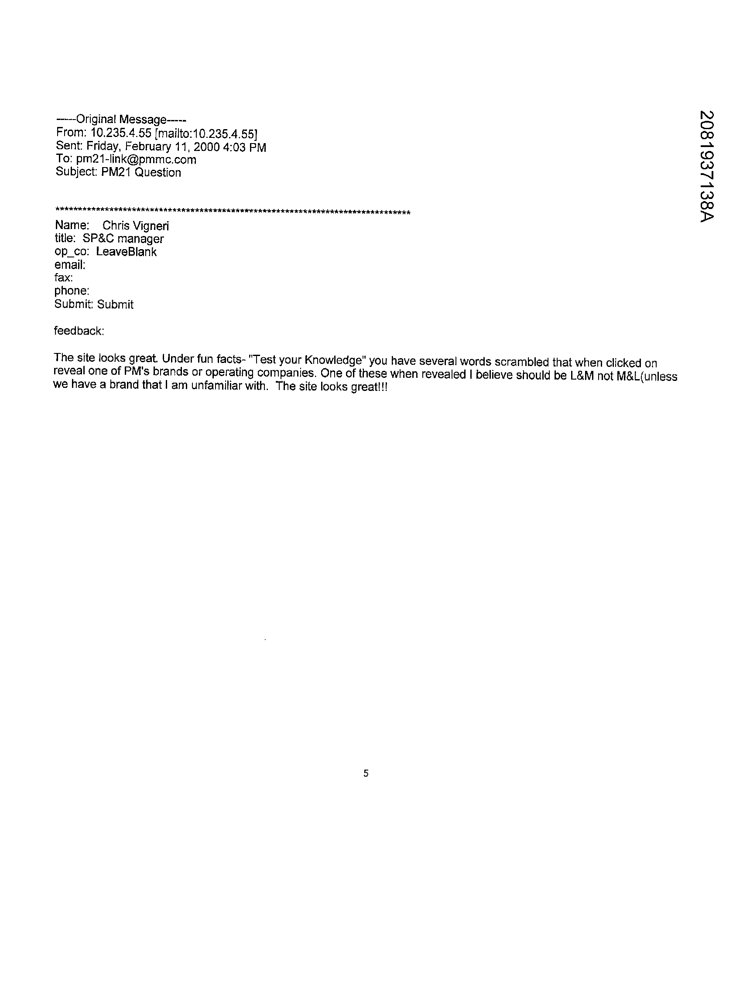 -----Original Message-----
From: 10.235.4.55 [mailto:10.235.4.55]
Sent: Friday, February 11, 2000 4:03 PM
To: pm21-link@pmmc.com
Subject: PM21 Question
*******************************************************************************
Name: Chris Vigneri
title: SP&C manager
op_co: LeaveBlank
email:
fax:
phone:
Submit: Submit
feedback:
The site looks great. Under fun facts- "Test your Knowledge" you have several words scrambled that when clicked on
reveal one of PM's brands or operating companies. One of these when revealed I believe should be L&M not M&L(unless
we have a brand that I am unfamiliar with. The site looks great!!!
5
2081937138A